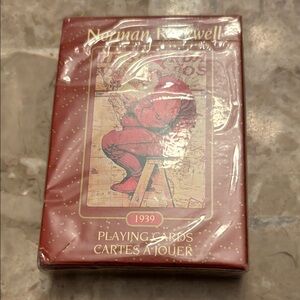 Norman Rockwell
1939
PLAYING CARDS
CARTES À JOUER